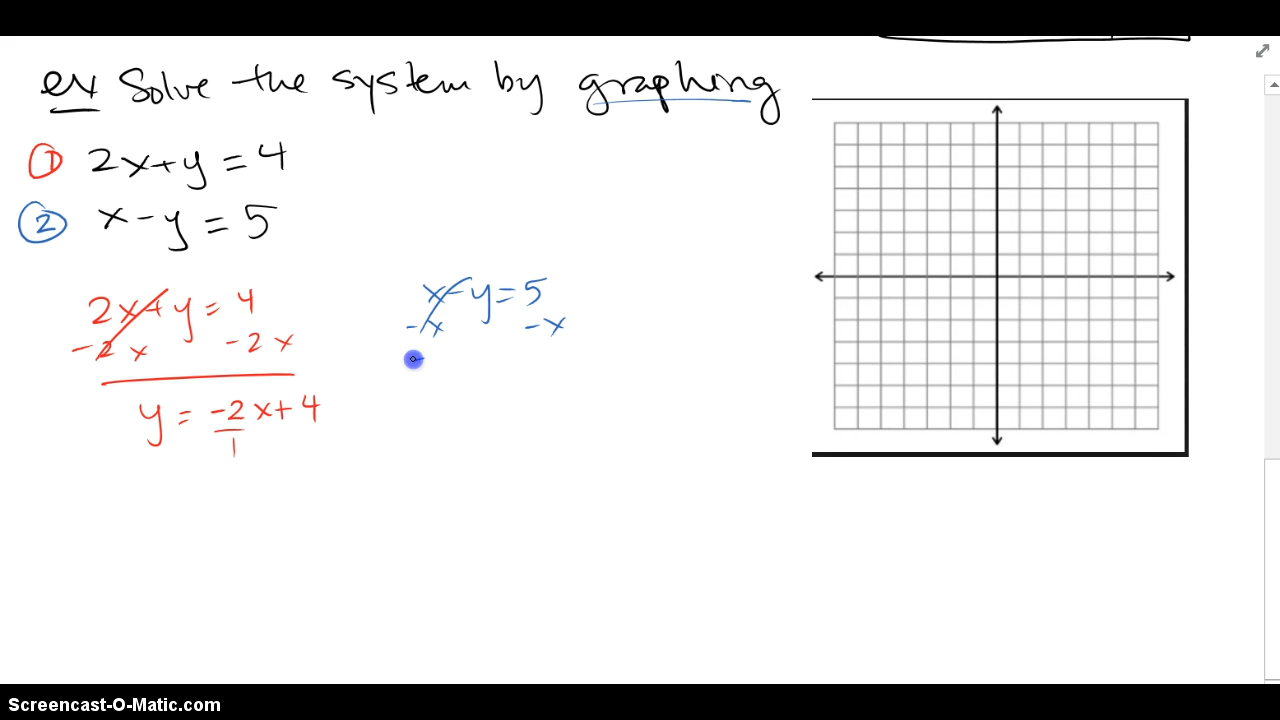 ex Solve the system by graphing
① 2x+y=4
② x-y=5
2x+y=4
-2x -2x
y = -2/1 x+4
x-y=5
-x -x
Screencast-O-Matic.com